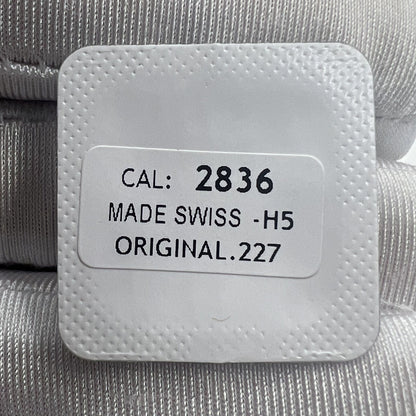 CAL: 2836
MADE SWISS -H5
ORIGINAL.227